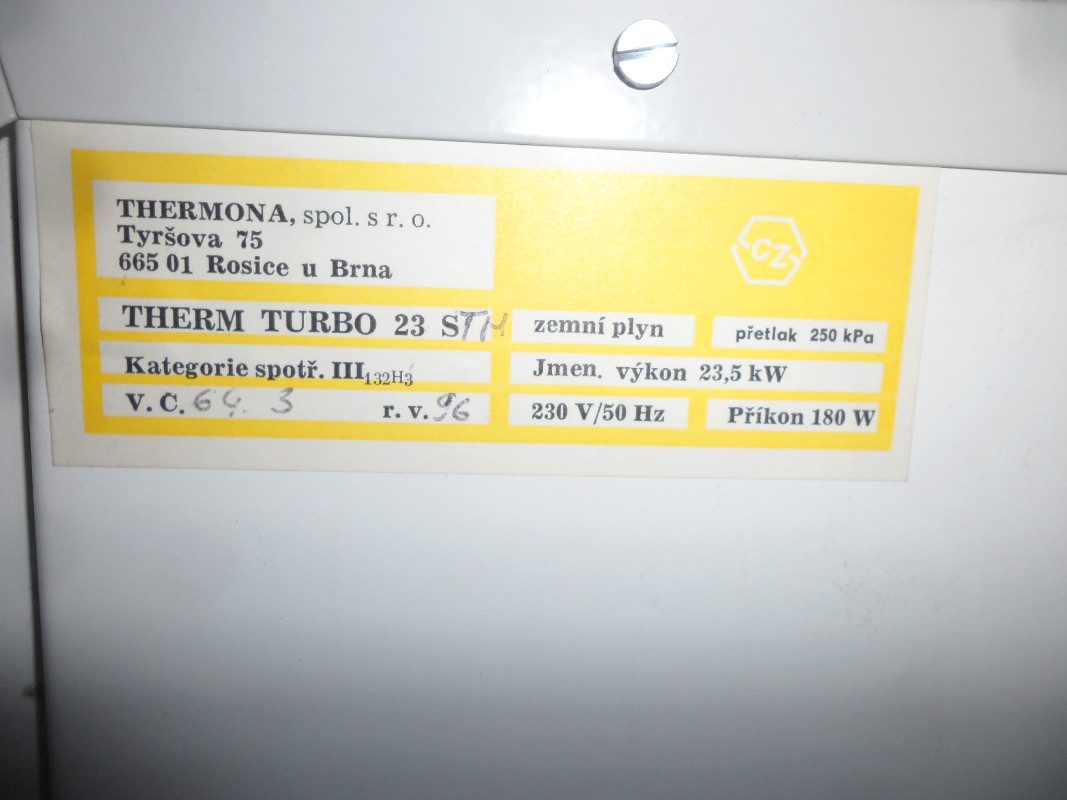 THERMONA, spol. s r. o.
Tyršova 75
665 01 Rosice u Brna
CZ
THERM TURBO 23 STM
zemní plyn
přetlak 250 kPa
Kategorie spotř. III132H3
Jmen. výkon 23,5 kW
V. Č. 64 3
r. v. 96
230 V/50 Hz
Příkon 180 W